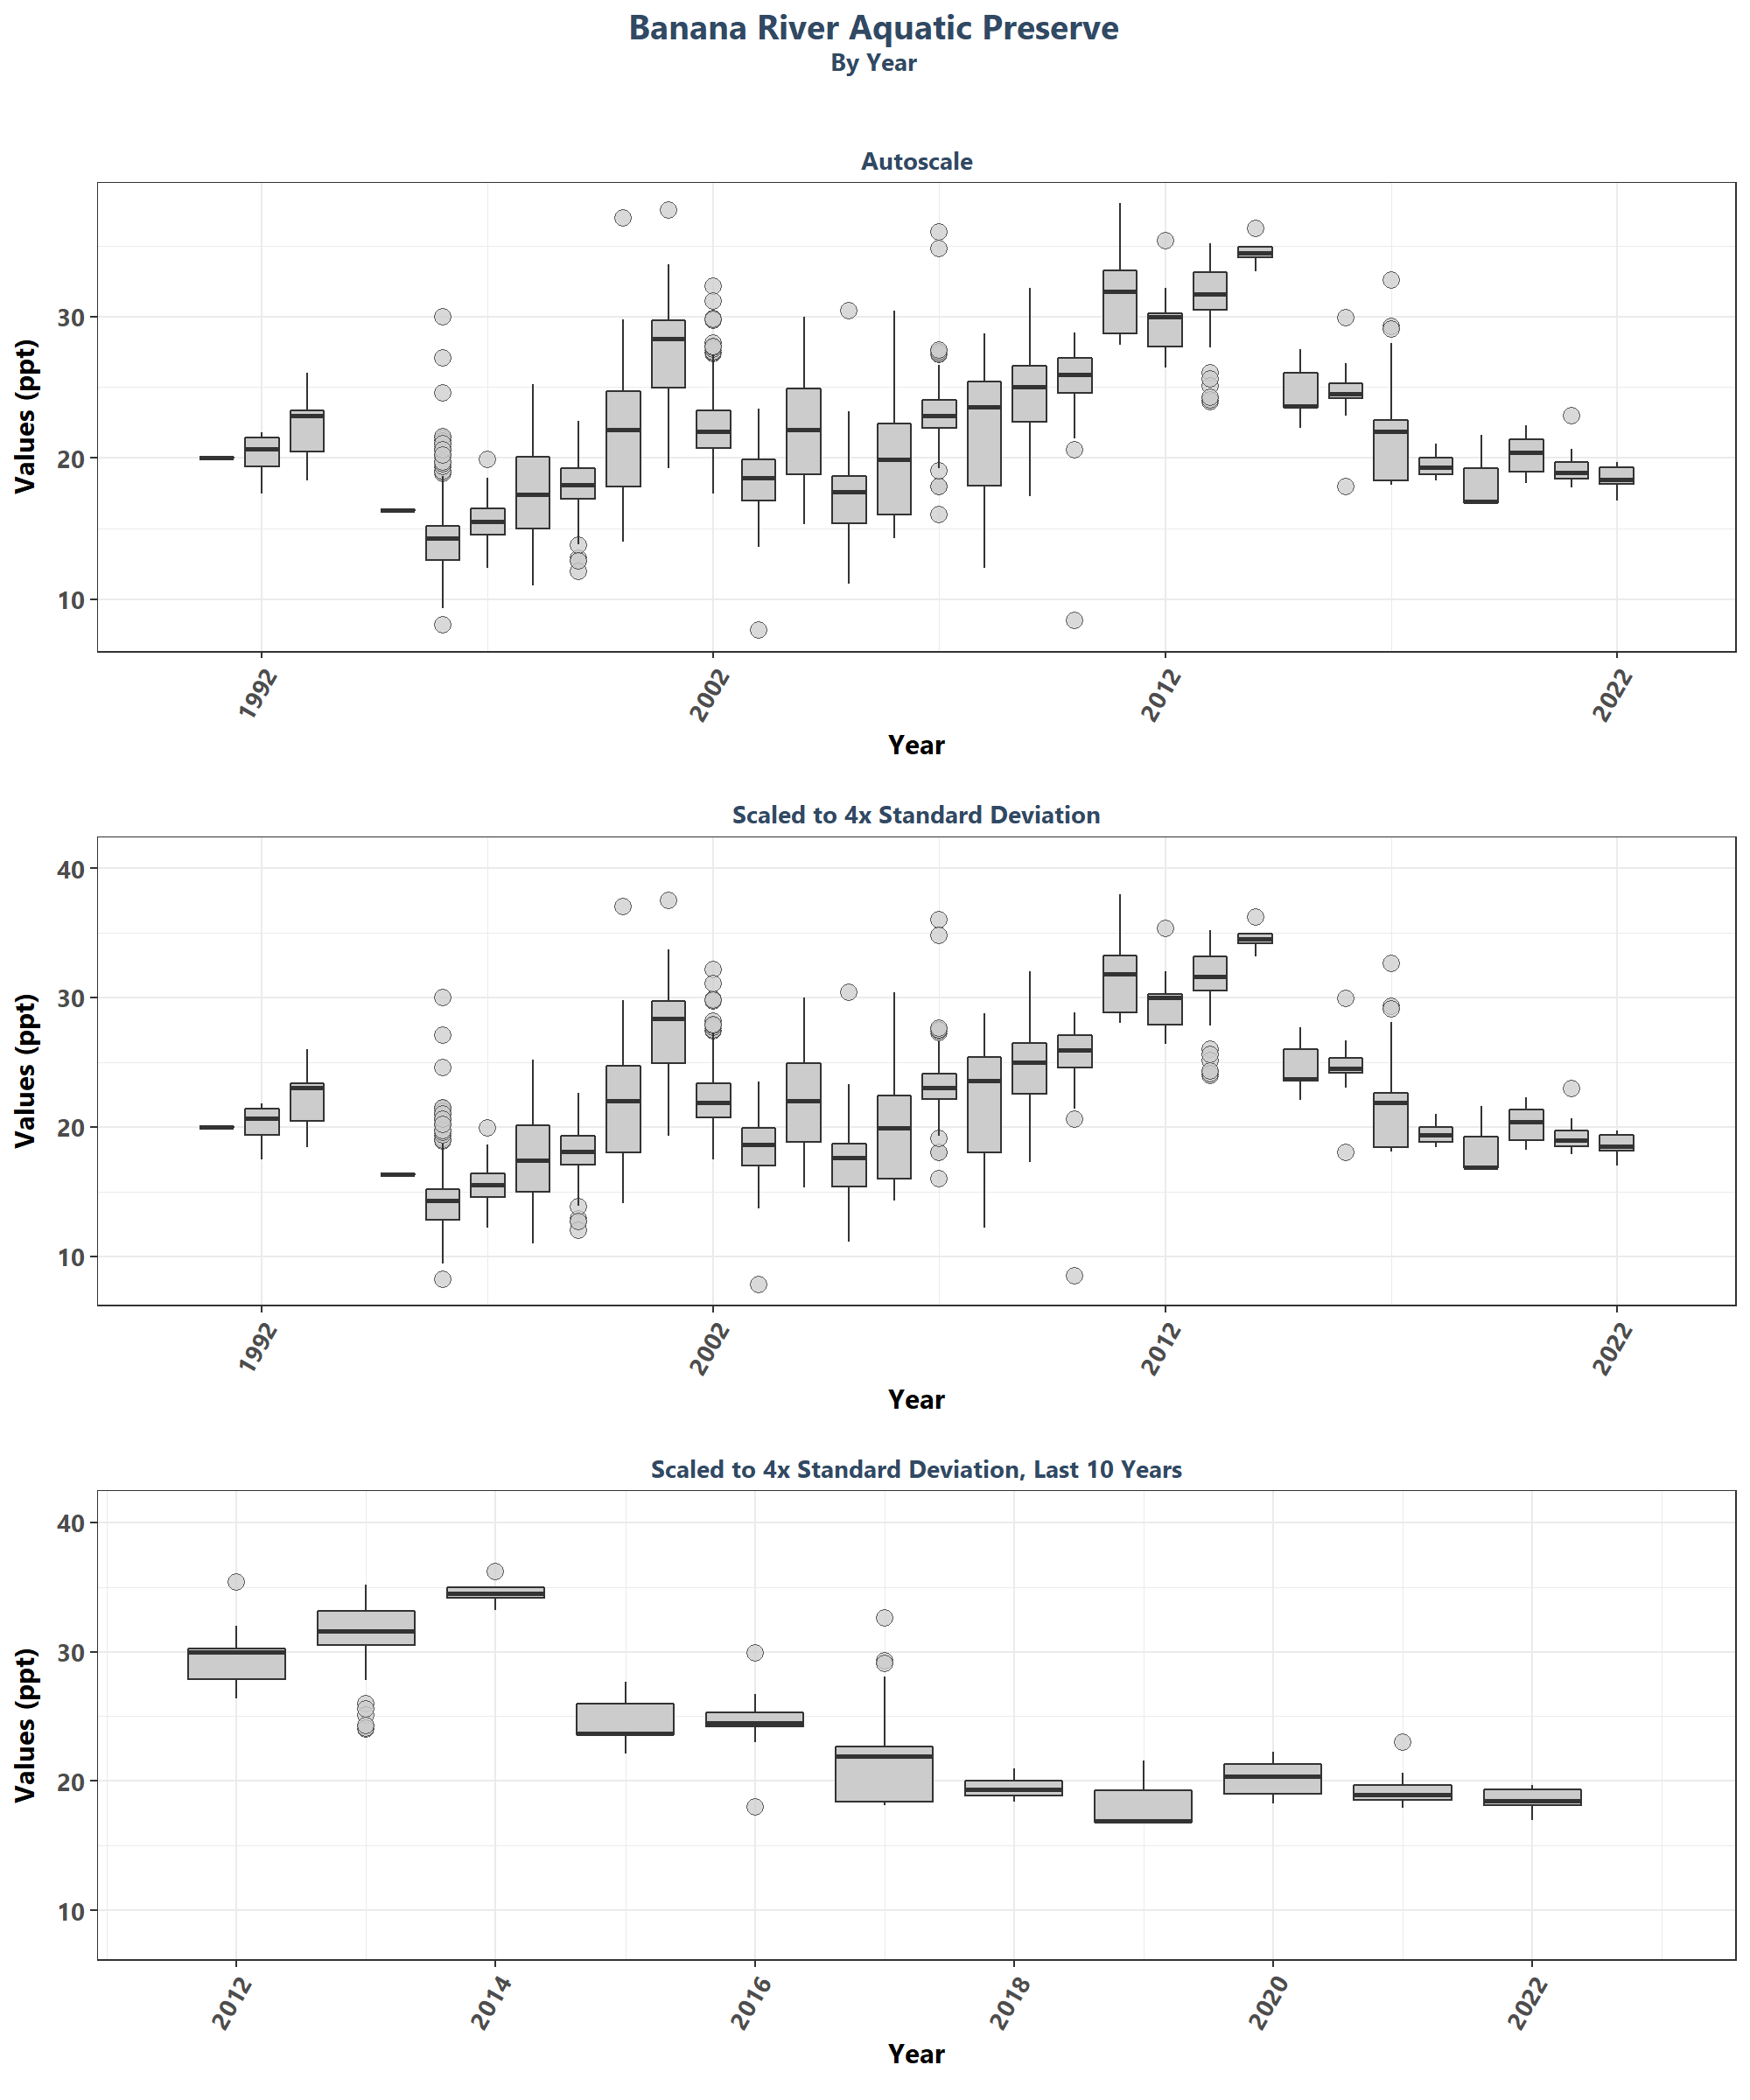 Banana River Aquatic Preserve
By Year
Autoscale
Values (ppt)
30
20
10
1992
2002
2012
2022
Year
Scaled to 4x Standard Deviation
Values (ppt)
40
30
20
10
1992
2002
2012
2022
Year
Scaled to 4x Standard Deviation, Last 10 Years
Values (ppt)
40
30
20
10
2012
2014
2016
2018
2020
2022
Year